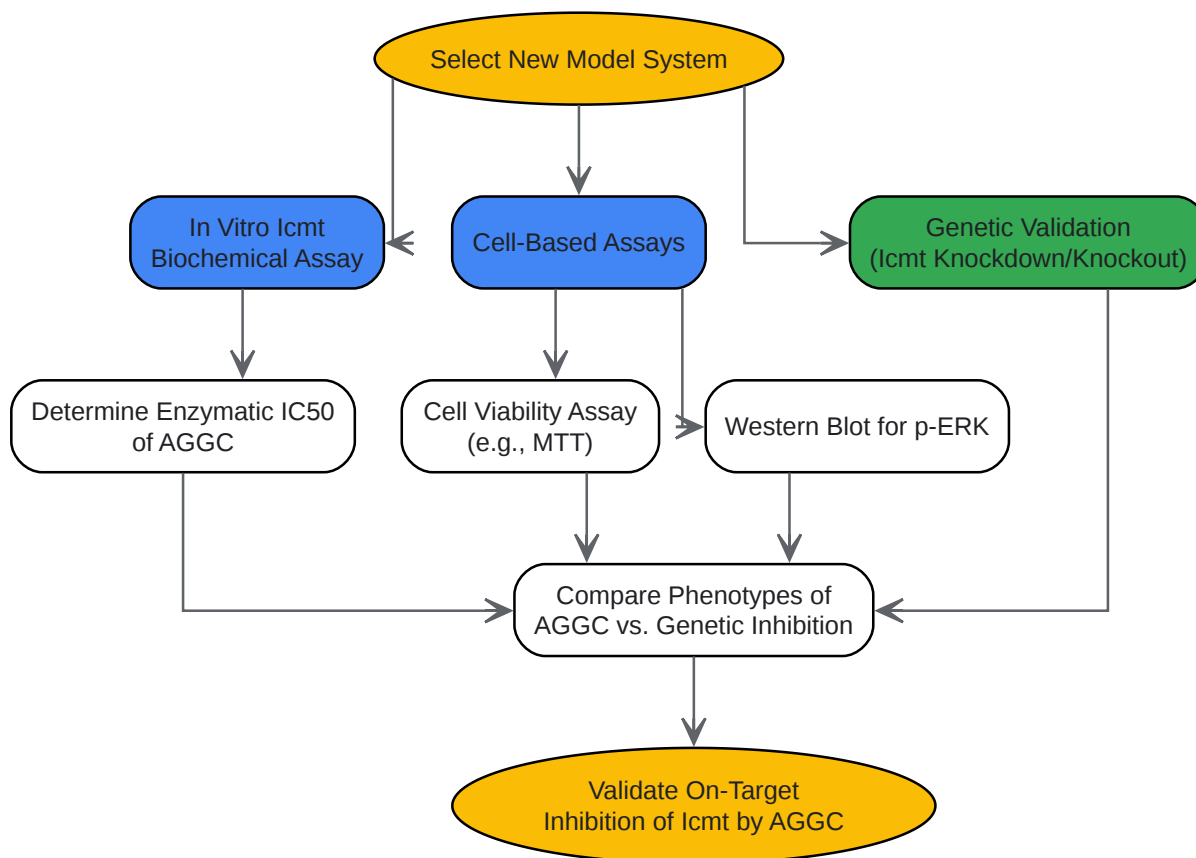 Select New Model System
In Vitro Icmt
Biochemical Assay
Cell-Based Assays
Genetic Validation
(Icmt Knockdown/Knockout)
Determine Enzymatic IC50
of AGGC
Cell Viability Assay
(e.g., MTT)
Western Blot for p-ERK
Compare Phenotypes of
AGGC vs. Genetic Inhibition
Validate On-Target
Inhibition of Icmt by AGGC